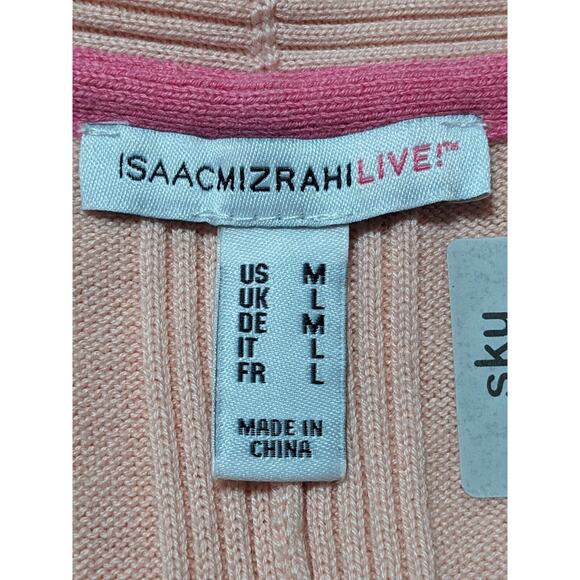 ISAACMIZRAHILIVE!™
US M
UK L
DE M
IT L
FR L
MADE IN
CHINA
sku